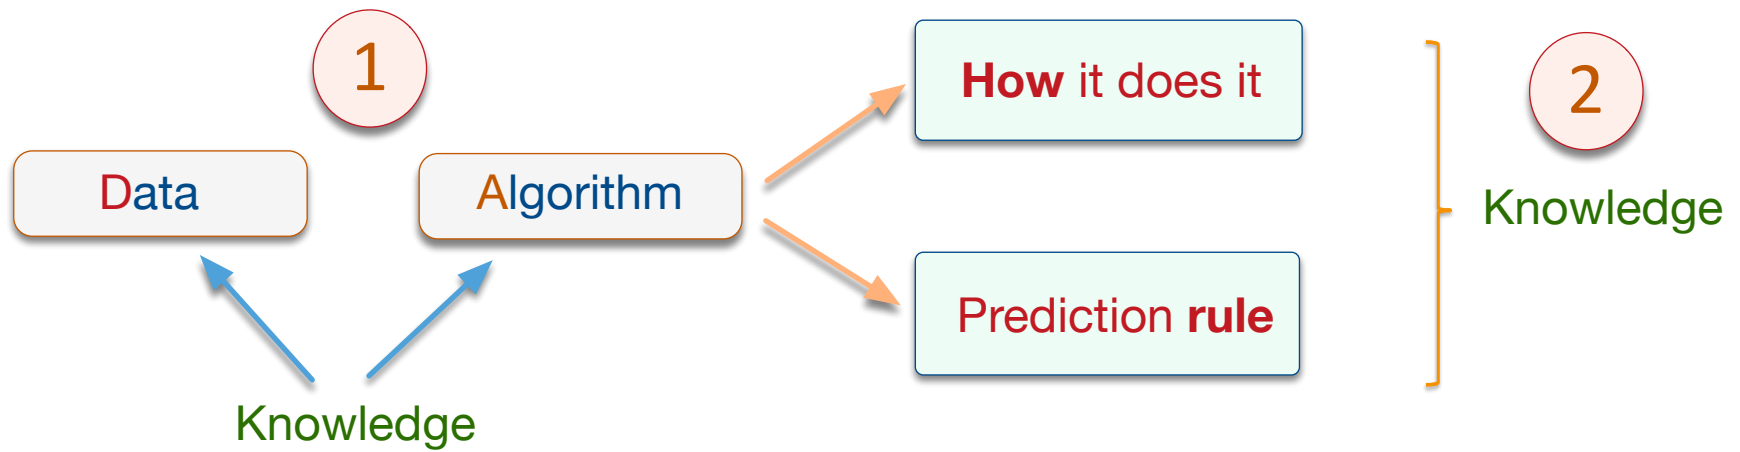 1
Data
Algorithm
Knowledge
How it does it
Prediction rule
2
Knowledge